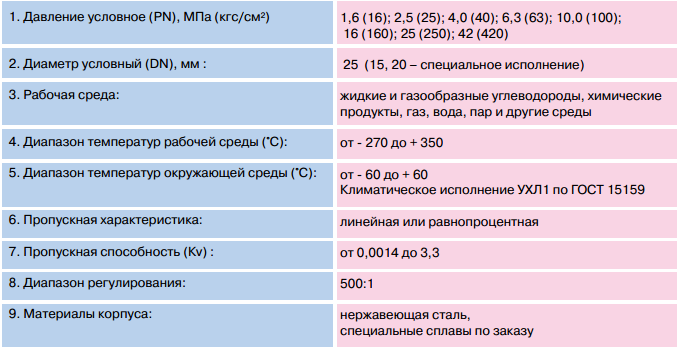 1. Давление условное (PN), МПа (кгс/см²)
1,6 (16); 2,5 (25); 4,0 (40); 6,3 (63); 10,0 (100);
16 (160); 25 (250); 42 (420)
2. Диаметр условный (DN), мм :
25 (15, 20 – специальное исполнение)
3. Рабочая среда:
жидкие и газообразные углеводороды, химические
продукты, газ, вода, пар и другие среды
4. Диапазон температур рабочей среды (˚С):
от - 270 до + 350
5. Диапазон температур окружающей среды (˚С):
от - 60 до + 60
Климатическое исполнение УХЛ1 по ГОСТ 15159
6. Пропускная характеристика:
линейная или равнопроцентная
7. Пропускная способность (Kv) :
от 0,0014 до 3,3
8. Диапазон регулирования:
500:1
9. Материалы корпуса:
нержавеющая сталь,
специальные сплавы по заказу